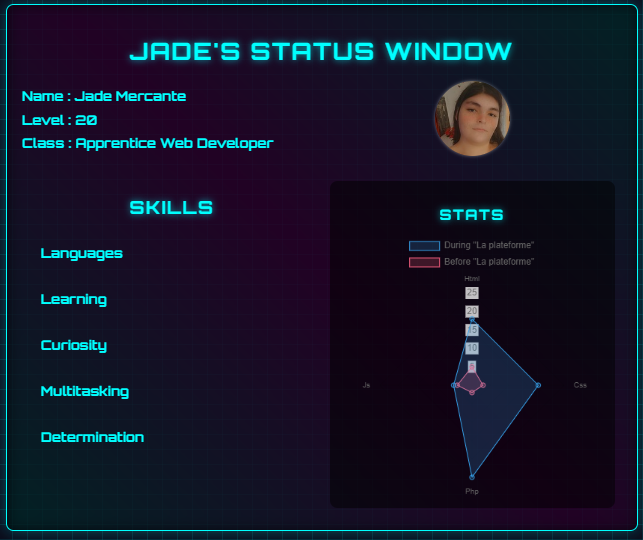 JADE'S STATUS WINDOW
Name : Jade Mercante
Level : 20
Class : Apprentice Web Developer
SKILLS
Languages
Learning
Curiosity
Multitasking
Determination
STATS
During "La plateforme"
Before "La plateforme"
Html
25
20
15
10
5
Js
Css
Php